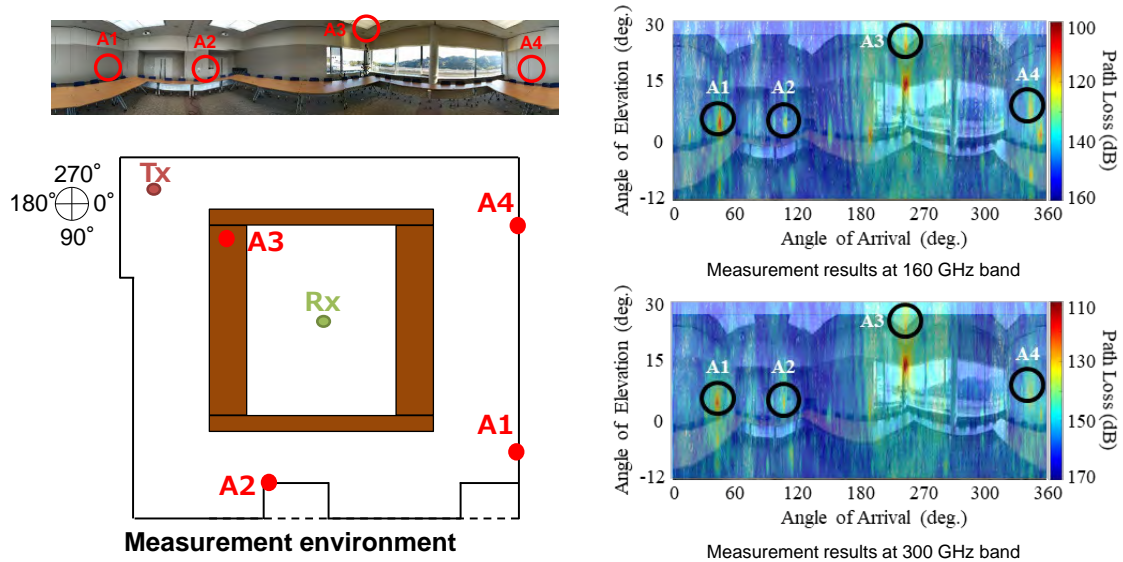 A1
A2
A3
A4
Tx
270°
180°
0°
90°
A4
A3
Rx
A1
A2
Measurement environment
Angle of Elevation (deg.)
30
15
0
-12
A1
A2
A3
A4
0
60
120
180
270
300
360
Angle of Arrival (deg.)
100
120
140
160
Path Loss (dB)
Measurement results at 160 GHz band
Angle of Elevation (deg.)
30
15
0
-12
A1
A2
A3
A4
0
60
120
180
270
300
360
Angle of Arrival (deg.)
110
130
150
170
Path Loss (dB)
Measurement results at 300 GHz band